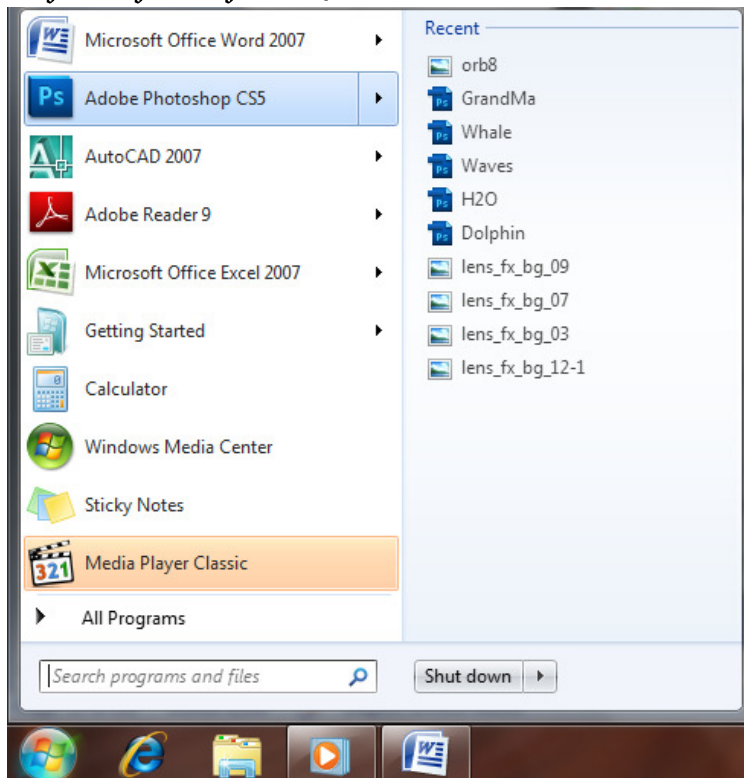 Microsoft Office Word 2007
Adobe Photoshop CS5
AutoCAD 2007
Adobe Reader 9
Microsoft Office Excel 2007
Getting Started
Calculator
Windows Media Center
Sticky Notes
321
Media Player Classic
All Programs
Search programs and files
Recent
orb8
GrandMa
Whale
Waves
H2O
Dolphin
lens_fx_bg_09
lens_fx_bg_07
lens_fx_bg_03
lens_fx_bg_12-1
Shut down